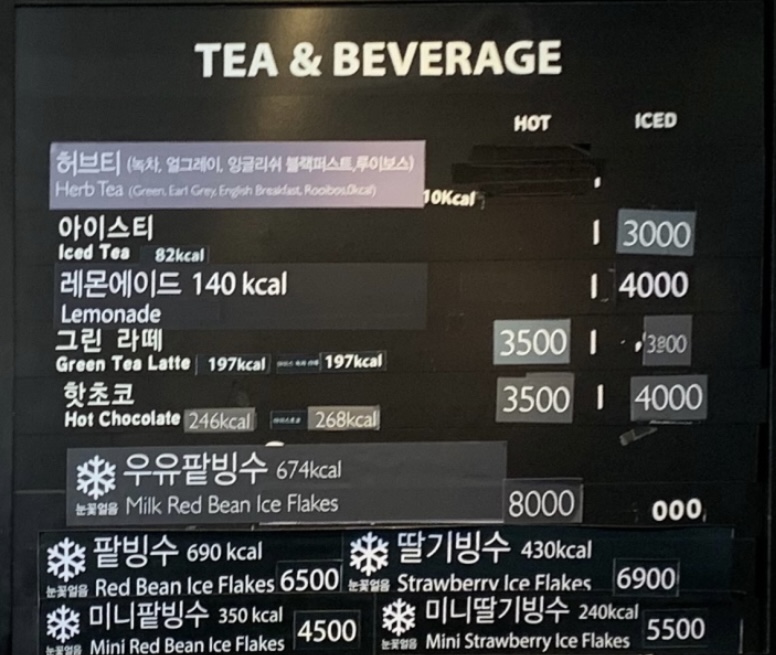 TEA & BEVERAGE
HOT ICED
허브티 (녹차, 얼그레이, 잉글리쉬 블랙퍼스트,루이보스)
Herb Tea (Green, Earl Grey, English Breakfast, Rooibos.0kcal)
10Kcal
아이스티
Iced Tea 82kcal
3000
레몬에이드 140 kcal
4000
Lemonade
그린 라떼
3500 3800
Green Tea Latte 197kcal 197kcal
핫초코
3500 4000
Hot Chocolate 246kcal 268kcal
우유팥빙수 674kcal
눈꽃얼음 Milk Red Bean Ice Flakes 8000 000
팥빙수 690 kcal
눈꽃얼음 Red Bean Ice Flakes 6500
딸기빙수 430kcal
눈꽃얼음 Strawberry Ice Flakes 6900
미니팥빙수 350 kcal
눈꽃얼음 Mini Red Bean Ice Flakes 4500
미니딸기빙수 240kcal
눈꽃얼음 Mini Strawberry Ice Flakes 5500